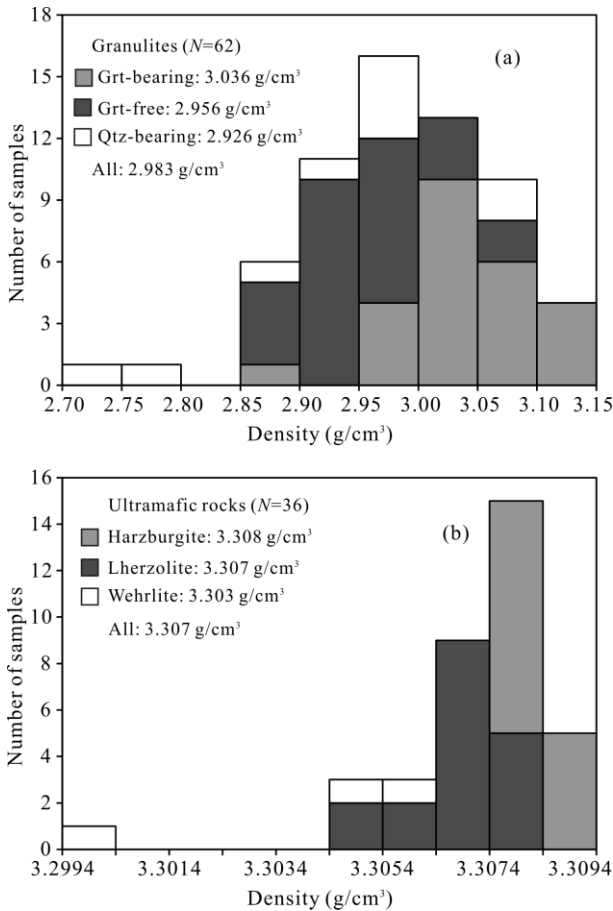 18
15
12
9
6
3
0
Number of samples
Granulites (N=62)
Grt-bearing: 3.036 g/cm³
Grt-free: 2.956 g/cm³
Qtz-bearing: 2.926 g/cm³
All: 2.983 g/cm³
(a)
2.70 2.75 2.80 2.85 2.90 2.95 3.00 3.05 3.10 3.15
Density (g/cm³)
16
14
12
10
8
6
4
2
0
Number of samples
Ultramafic rocks (N=36)
Harzburgite: 3.308 g/cm³
Lherzolite: 3.307 g/cm³
Wehrlite: 3.303 g/cm³
All: 3.307 g/cm³
(b)
3.2994 3.3014 3.3034 3.3054 3.3074 3.3094
Density (g/cm³)